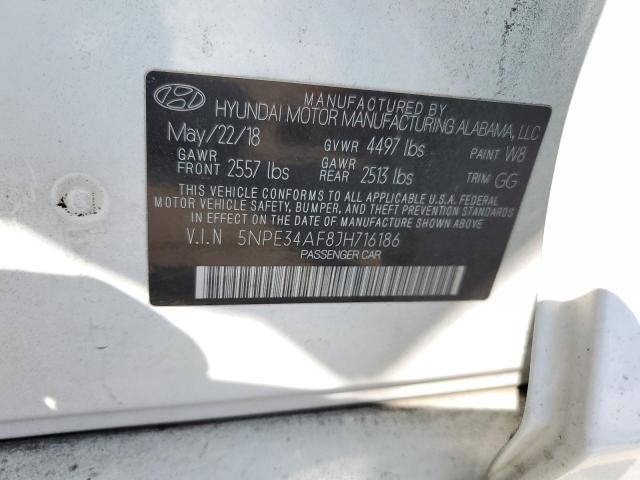 MANUFACTURED BY
HYUNDAI MOTOR MANUFACTURING ALABAMA, LLC
May/22/18 GVWR 4497 lbs PAINT W8
GAWR FRONT 2557 lbs GAWR REAR 2513 lbs TRIM GG
THIS VEHICLE CONFORMS TO ALL APPLICABLE U.S.A. FEDERAL
MOTOR VEHICLE SAFETY, BUMPER, AND THEFT PREVENTION STANDARDS
IN EFFECT ON THE DATE OF MANUFACTURE SHOWN ABOVE.
V.I.N 5NPE34AF8JH716186
PASSENGER CAR